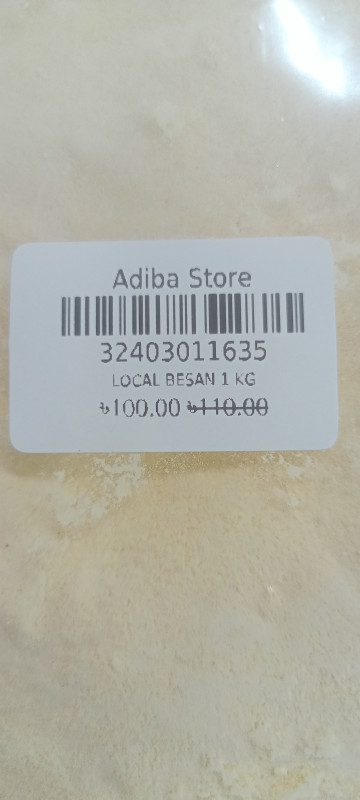 Adiba Store
32403011635
LOCAL BESAN 1 KG
৳100.00 ৳110.00